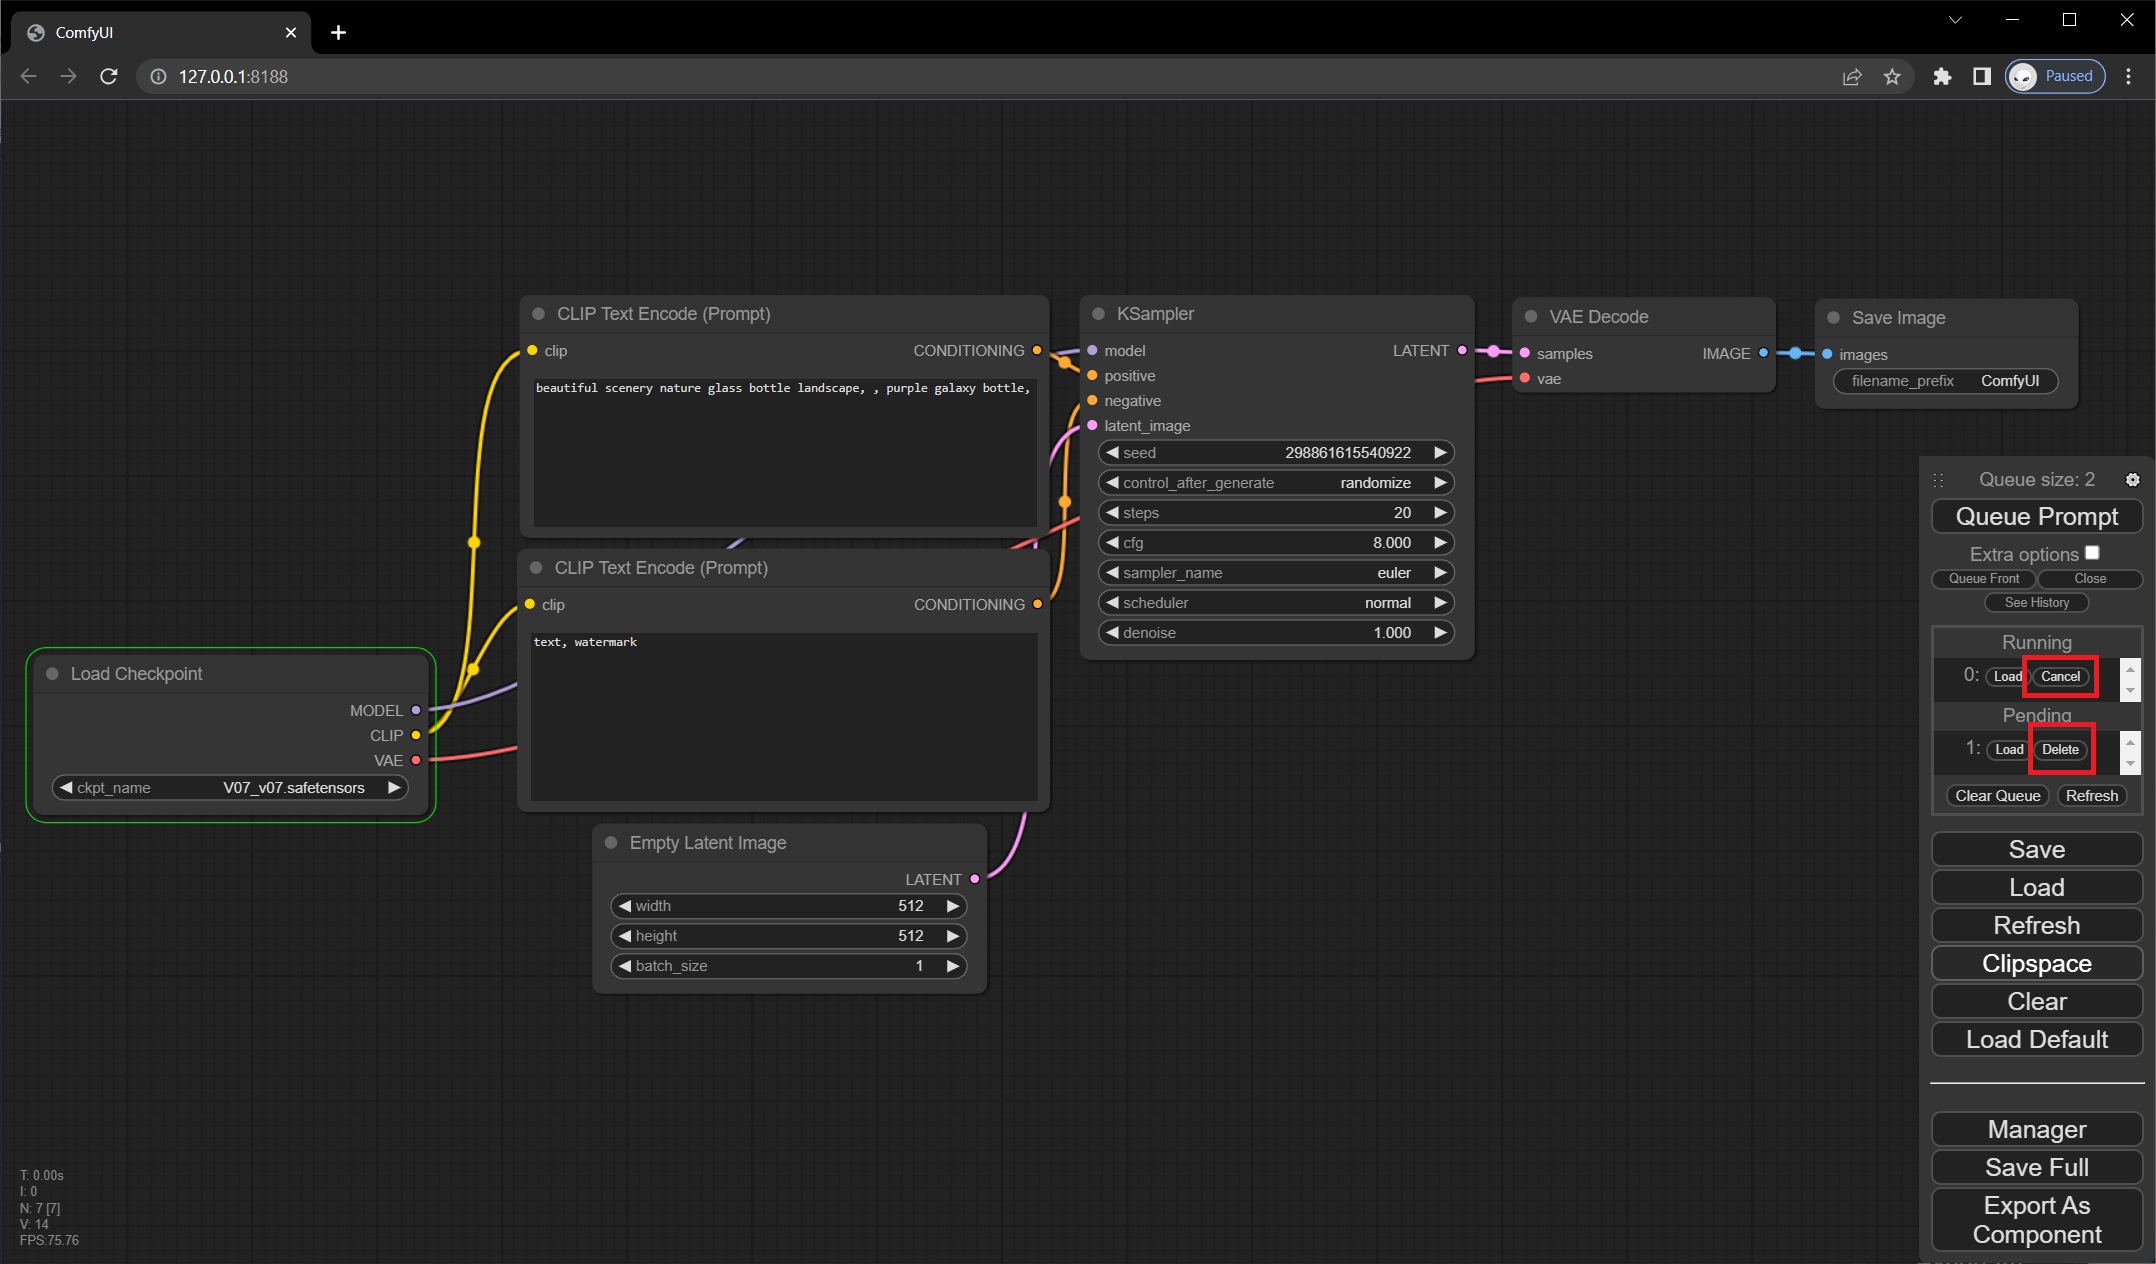 ComfyUI
127.0.0.1:8188
Paused
CLIP Text Encode (Prompt)
clip
CONDITIONING
beautiful scenery nature glass bottle landscape, , purple galaxy bottle,
CLIP Text Encode (Prompt)
clip
CONDITIONING
text, watermark
Load Checkpoint
MODEL
CLIP
VAE
ckpt_name V07_v07.safetensors
Empty Latent Image
LATENT
width 512
height 512
batch_size 1
KSampler
model LATENT
positive
negative
latent_image
seed 298861615540922
control_after_generate randomize
steps 20
cfg 8.000
sampler_name euler
scheduler normal
denoise 1.000
VAE Decode
samples IMAGE
vae
Save Image
images
filename_prefix ComfyUI
Queue size: 2
Queue Prompt
Extra options
Queue Front Close
See History
Running
0: Load Cancel
Pending
1: Load Delete
Clear Queue Refresh
Save
Load
Refresh
Clipspace
Clear
Load Default
Manager
Save Full
Export As
Component
T: 0.00s
I: 0
N: 7 [7]
V: 14
FPS:75.76